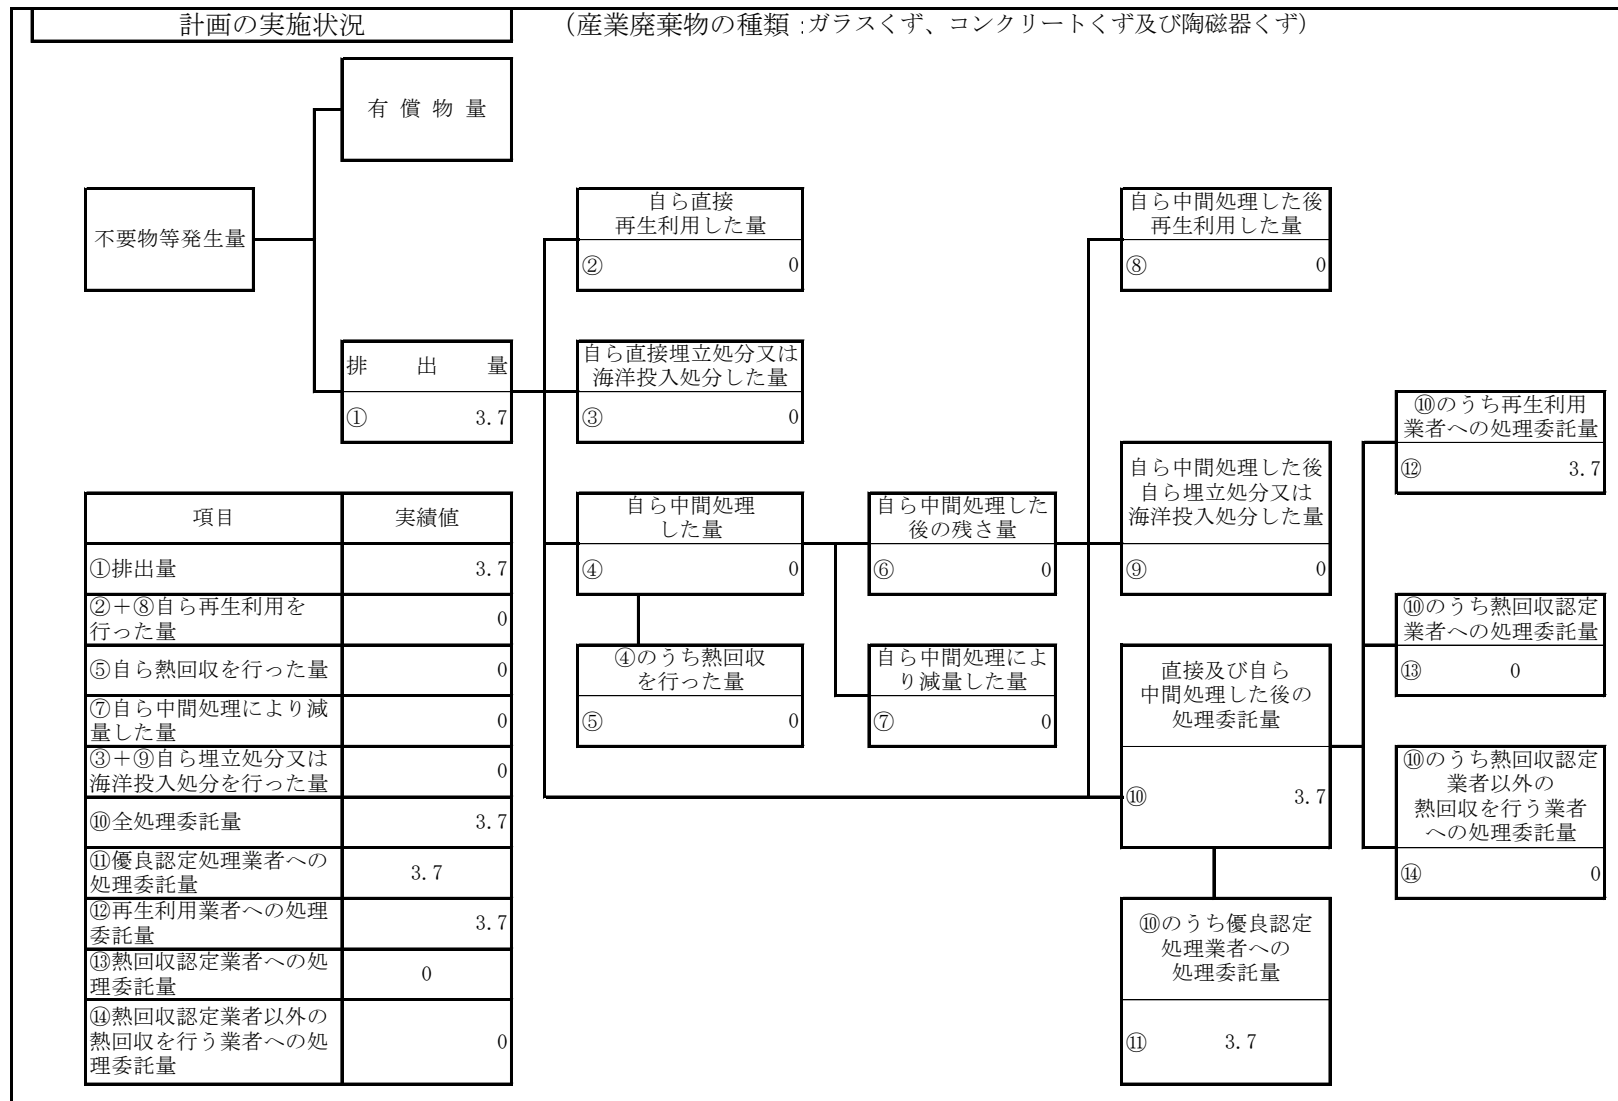 計画の実施状況
(産業廃棄物の種類:ガラスくず、コンクリートくず及び陶磁器くず)
有償物量
不要物等発生量
自ら直接
再生利用した量
② 0
自ら中間処理した後
再生利用した量
⑧ 0
排出量
① 3.7
自ら直接埋立処分又は
海洋投入処分した量
③ 0
⑩のうち再生利用
業者への処理委託量
⑫ 3.7
自ら中間処理した後
自ら埋立処分又は
海洋投入処分した量
⑨ 0
自ら中間処理
した量
④ 0
自ら中間処理した
後の残さ量
⑥ 0
④のうち熱回収
を行った量
⑤ 0
自ら中間処理によ
り減量した量
⑦ 0
直接及び自ら
中間処理した後の
処理委託量
⑩ 3.7
⑩のうち熱回収認定
業者への処理委託量
⑬ 0
⑩のうち熱回収認定
業者以外の
熱回収を行う業者
への処理委託量
⑭ 0
⑩のうち優良認定
処理業者への
処理委託量
⑪ 3.7
項目 実績値
①排出量 3.7
②+⑧自ら再生利用を
行った量 0
⑤自ら熱回収を行った量 0
⑦自ら中間処理により減
量した量 0
③+⑨自ら埋立処分又は
海洋投入処分を行った量 0
⑩全処理委託量 3.7
⑪優良認定処理業者への
処理委託量 3.7
⑫再生利用業者への処理
委託量 3.7
⑬熱回収認定業者への処
理委託量 0
⑭熱回収認定業者以外の
熱回収を行う業者への処
理委託量 0